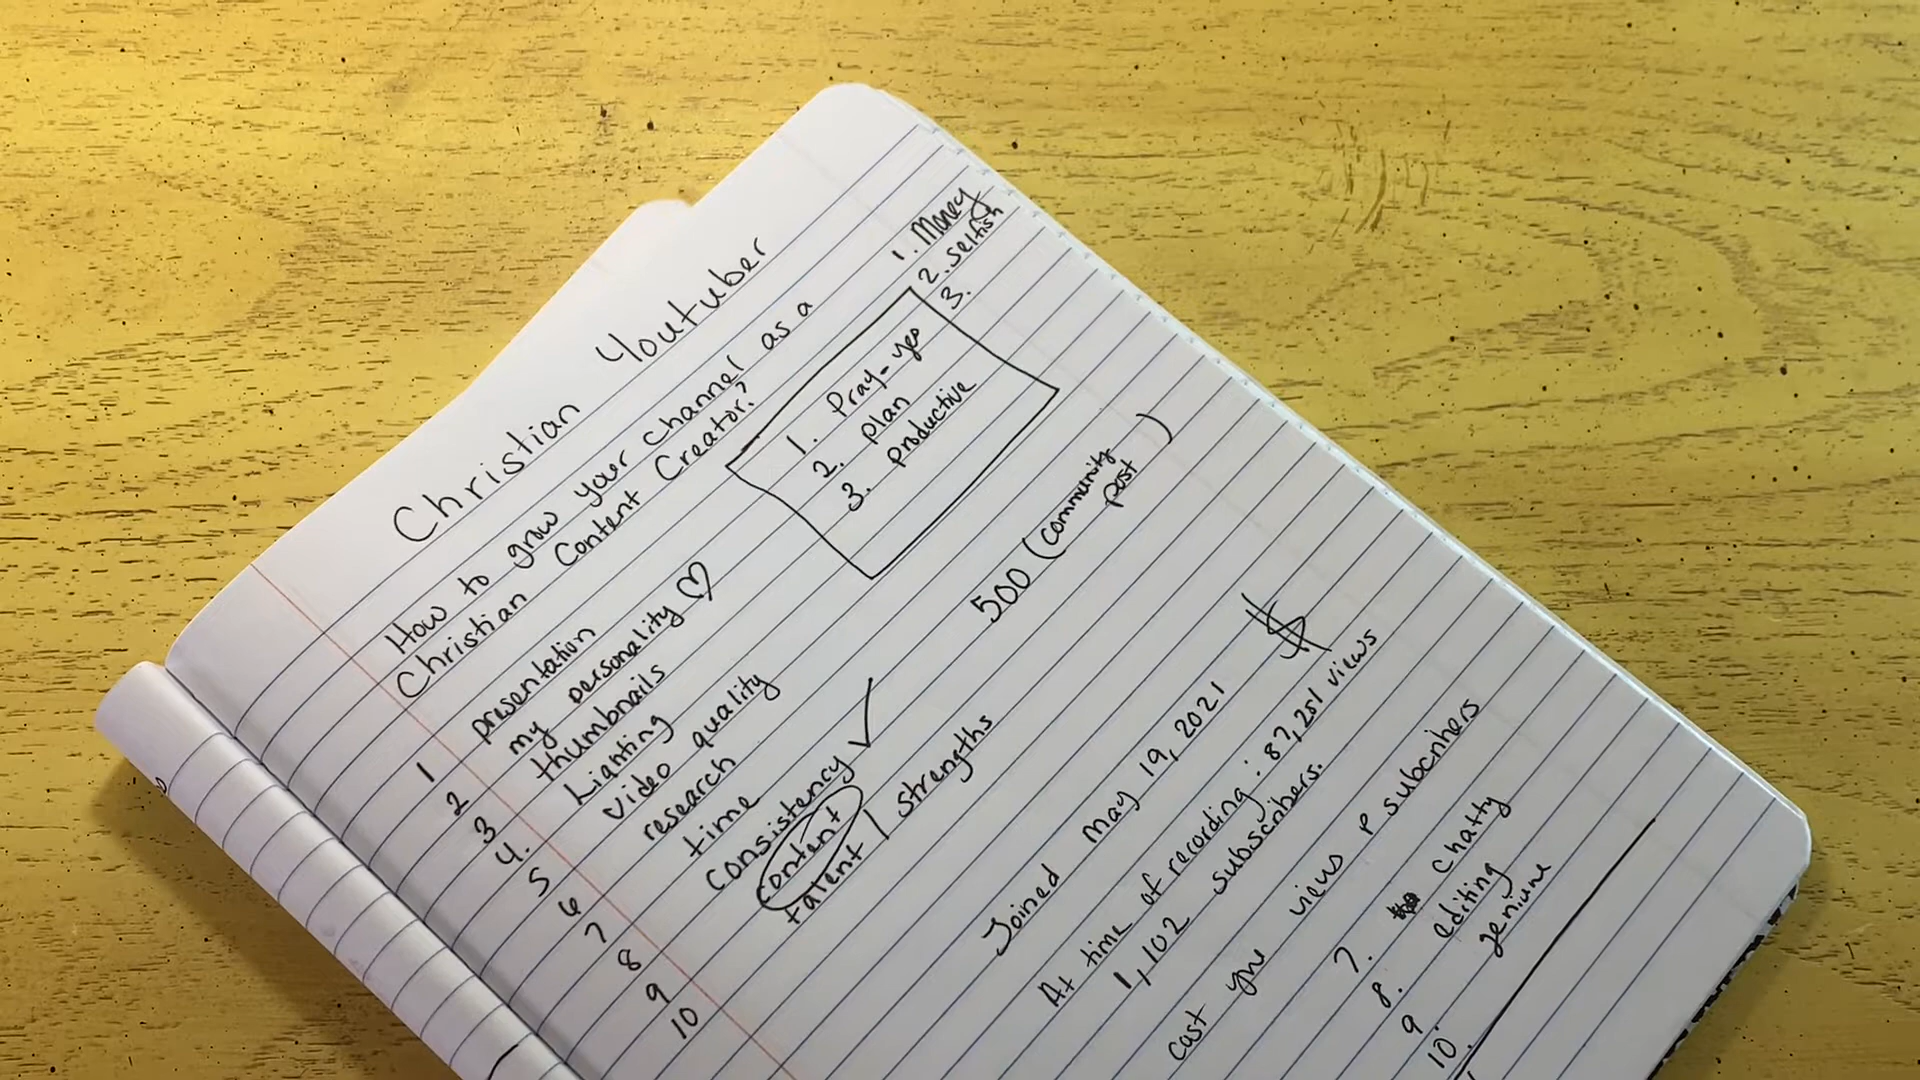 Christian Youtuber
How to grow your channel as a
Christian Content Creator?
1. Money
2. selfish
3.
1. Pray - yes
2. plan
3. productive
1 presentation
2 my personality ♡
3 thumbnails
4. Lighting
5 video quality
6 research
7 time
8 consistency ✓
9 content
10 talent / strengths
500 (community
post)
$
Joined May 19, 2021
At time of recording: 87,251 views
1,102 subscribers.
cost you views & subscribers
7. chatty
8. editing
9 genuine
10.